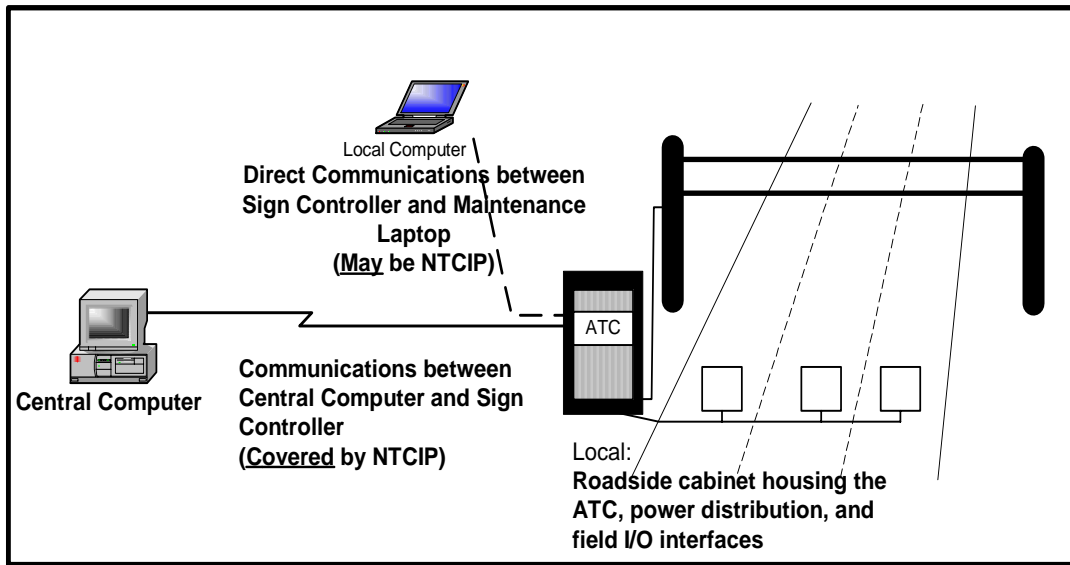 Local Computer
Direct Communications between
Sign Controller and Maintenance
Laptop
(May be NTCIP)
ATC
Central Computer
Communications between
Central Computer and Sign
Controller
(Covered by NTCIP)
Local:
Roadside cabinet housing the
ATC, power distribution, and
field I/O interfaces